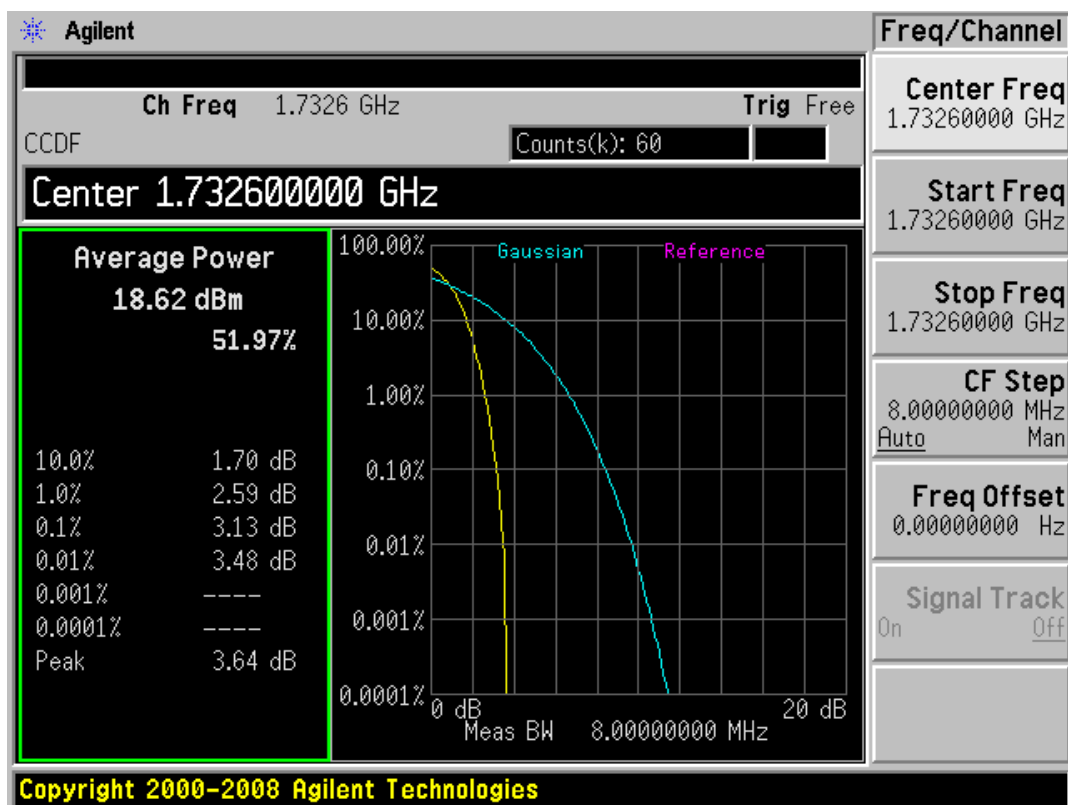 Agilent
Freq/Channel
Ch Freq 1.7326 GHz Trig Free
CCDF Counts(k): 60
Center 1.732600000 GHz
Average Power
18.62 dBm
51.97%
10.0% 1.70 dB
1.0% 2.59 dB
0.1% 3.13 dB
0.01% 3.48 dB
0.001% ----
0.0001% ----
Peak 3.64 dB
Gaussian Reference
100.00%
10.00%
1.00%
0.10%
0.01%
0.001%
0.0001%
0 dB 20 dB
Meas BW 8.00000000 MHz
Center Freq
1.73260000 GHz
Start Freq
1.73260000 GHz
Stop Freq
1.73260000 GHz
CF Step
8.00000000 MHz
Auto Man
Freq Offset
0.00000000 Hz
Signal Track
On Off
Copyright 2000-2008 Agilent Technologies